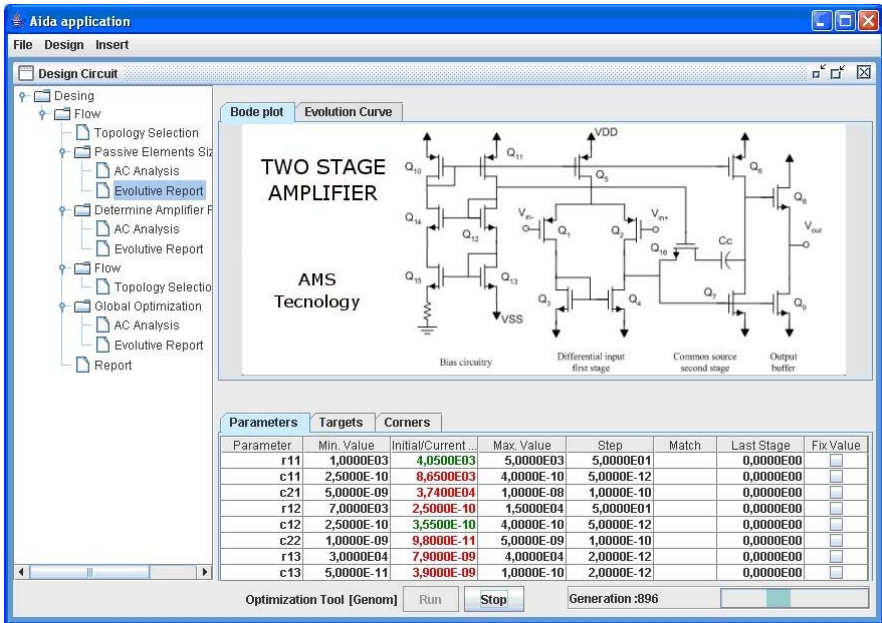 Aida application
File Design Insert
Design Circuit
Desing
Flow
Topology Selection
Passive Elements Siz
AC Analysis
Evolutive Report
Determine Amplifier F
AC Analysis
Evolutive Report
Flow
Topology Selectio
Global Optimization
AC Analysis
Evolutive Report
Report
Bode plot Evolution Curve
TWO STAGE
AMPLIFIER
AMS
Tecnology
VDD
Q10 Q11 Q5 Q6
Q8
Q14 Q12 Vin- Q1 Q2 Vin+ Q16 Cc Vout
Q15 Q13 Q3 Q4 Q7 Q9
VSS
Bias circuitry
Differential input
first stage
Common source
second stage
Output
buffer
Parameters Targets Corners
Parameter Min. Value Initial/Current ... Max. Value Step Match Last Stage Fix Value
r11 1,0000E03 4,0500E03 5,0000E03 5,0000E01 0,0000E00
c11 2,5000E-10 8,6500E03 4,0000E-10 5,0000E-12 0,0000E00
c21 5,0000E-09 3,7400E04 1,0000E-08 1,0000E-10 0,0000E00
r12 7,0000E03 2,5000E-10 1,5000E04 5,0000E01 0,0000E00
c12 2,5000E-10 3,5500E-10 4,0000E-10 5,0000E-12 0,0000E00
c22 1,0000E-09 9,8000E-11 5,0000E-09 1,0000E-10 0,0000E00
r13 3,0000E04 7,9000E-09 4,0000E04 2,0000E-12 0,0000E00
c13 5,0000E-11 3,9000E-09 1,0000E-10 2,0000E-12 0,0000E00
Optimization Tool [Genom] Run Stop Generation :896